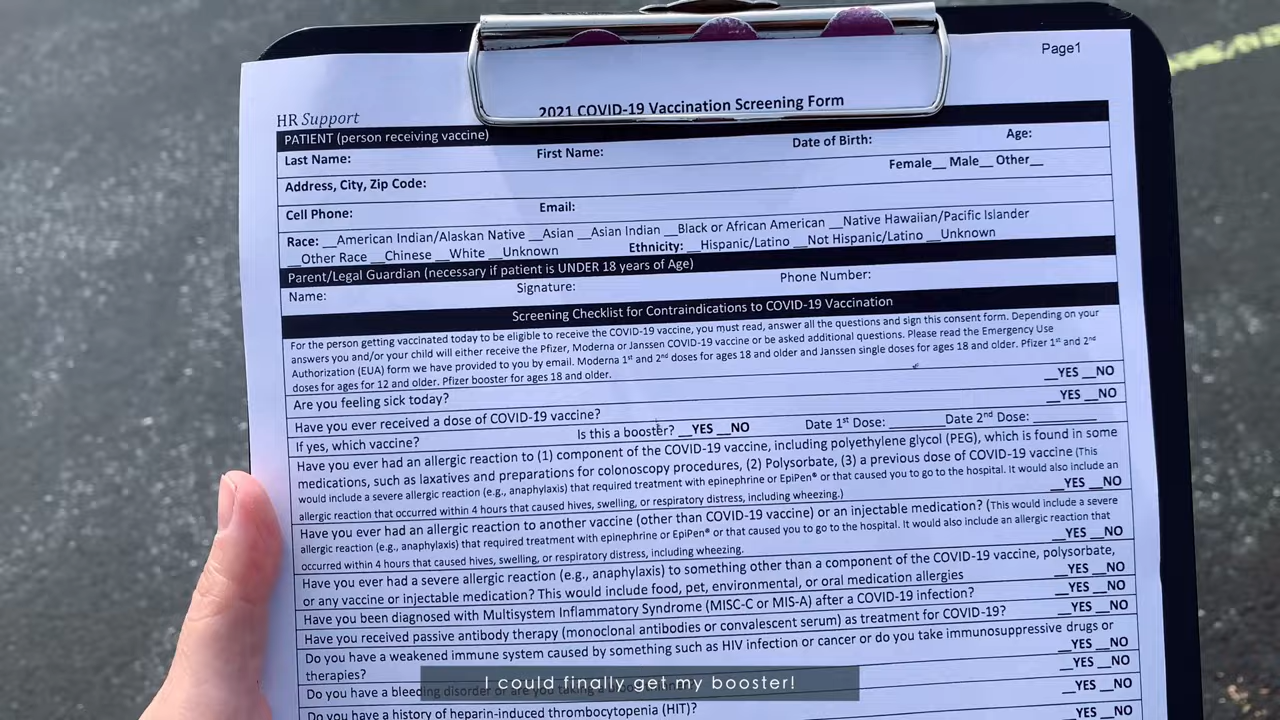 Page1
2021 COVID-19 Vaccination Screening Form
HR Support
PATIENT (person receiving vaccine)
Last Name: First Name: Date of Birth: Age:
Address, City, Zip Code: Female__ Male__ Other__
Cell Phone: Email:
Race: __American Indian/Alaskan Native __Asian __Asian Indian __Black or African American __Native Hawaiian/Pacific Islander
__Other Race __Chinese __White __Unknown Ethnicity: __Hispanic/Latino __Not Hispanic/Latino __Unknown
Parent/Legal Guardian (necessary if patient is UNDER 18 years of Age)
Name: Signature: Phone Number:
Screening Checklist for Contraindications to COVID-19 Vaccination
For the person getting vaccinated today to be eligible to receive the COVID-19 vaccine, you must read, answer all the questions and sign this consent form. Depending on your
answers you and/or your child will either receive the Pfizer, Moderna or Janssen COVID-19 vaccine or be asked additional questions. Please read the Emergency Use
Authorization (EUA) form we have provided to you by email. Moderna 1st and 2nd doses for ages 18 and older and Janssen single doses for ages 18 and older. Pfizer 1st and 2nd
doses for ages for 12 and older. Pfizer booster for ages 18 and older.
Are you feeling sick today? __YES __NO
Have you ever received a dose of COVID-19 vaccine? __YES __NO
If yes, which vaccine? Is this a booster? __YES __NO Date 1st Dose: ________ Date 2nd Dose: ________
Have you ever had an allergic reaction to (1) component of the COVID-19 vaccine, including polyethylene glycol (PEG), which is found in some
medications, such as laxatives and preparations for colonoscopy procedures, (2) Polysorbate, (3) a previous dose of COVID-19 vaccine (This
would include a severe allergic reaction (e.g., anaphylaxis) that required treatment with epinephrine or EpiPen® or that caused you to go to the hospital. It would also include an
allergic reaction that occurred within 4 hours that caused hives, swelling, or respiratory distress, including wheezing.) __YES __NO
Have you ever had an allergic reaction to another vaccine (other than COVID-19 vaccine) or an injectable medication? (This would include a severe
allergic reaction (e.g., anaphylaxis) that required treatment with epinephrine or EpiPen® or that caused you to go to the hospital. It would also include an allergic reaction that
occurred within 4 hours that caused hives, swelling, or respiratory distress, including wheezing. __YES __NO
Have you ever had a severe allergic reaction (e.g., anaphylaxis) to something other than a component of the COVID-19 vaccine, polysorbate,
or any vaccine or injectable medication? This would include food, pet, environmental, or oral medication allergies __YES __NO
Have you been diagnosed with Multisystem Inflammatory Syndrome (MISC-C or MIS-A) after a COVID-19 infection? __YES __NO
Have you received passive antibody therapy (monoclonal antibodies or convalescent serum) as treatment for COVID-19? __YES __NO
Do you have a weakened immune system caused by something such as HIV infection or cancer or do you take immunosuppressive drugs or
therapies? __YES __NO
Do you have a bleeding disorder or are you taking a __YES __NO
Do you have a history of heparin-induced thrombocytopenia (HIT)? __YES __NO
__YES __NO
I could finally get my booster!